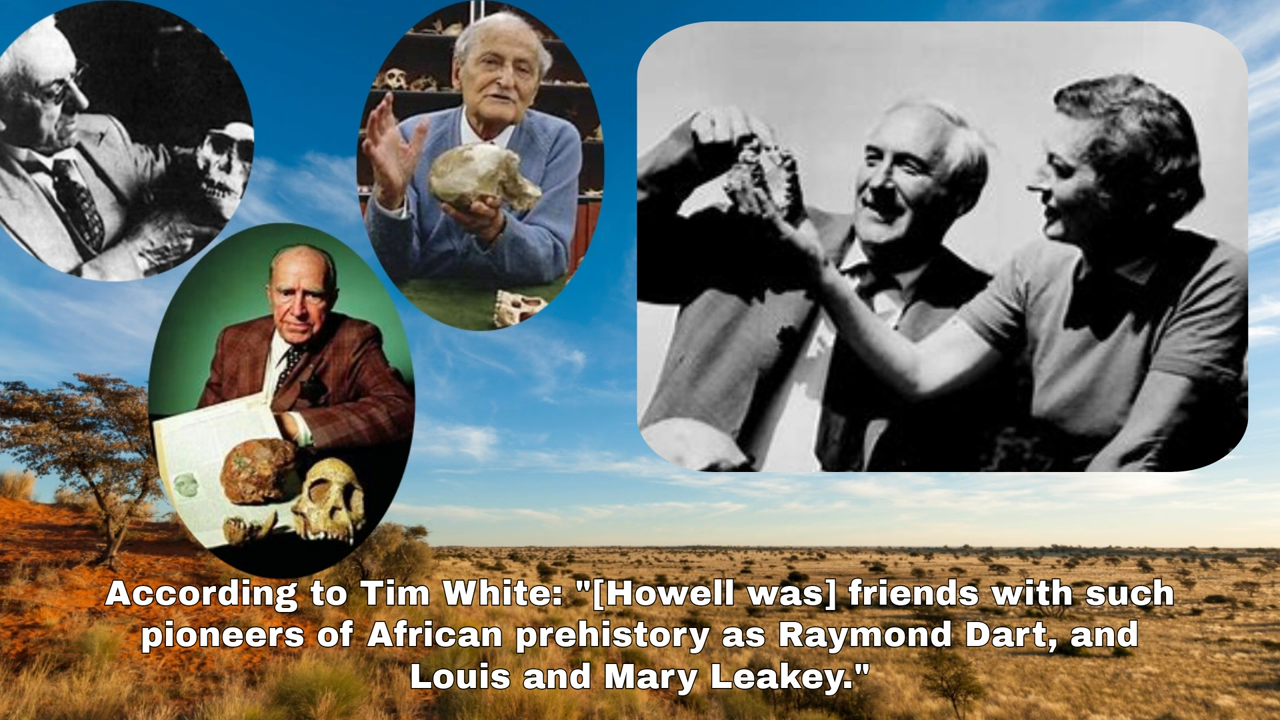 According to Tim White: "[Howell was] friends with such
pioneers of African prehistory as Raymond Dart, and
Louis and Mary Leakey."